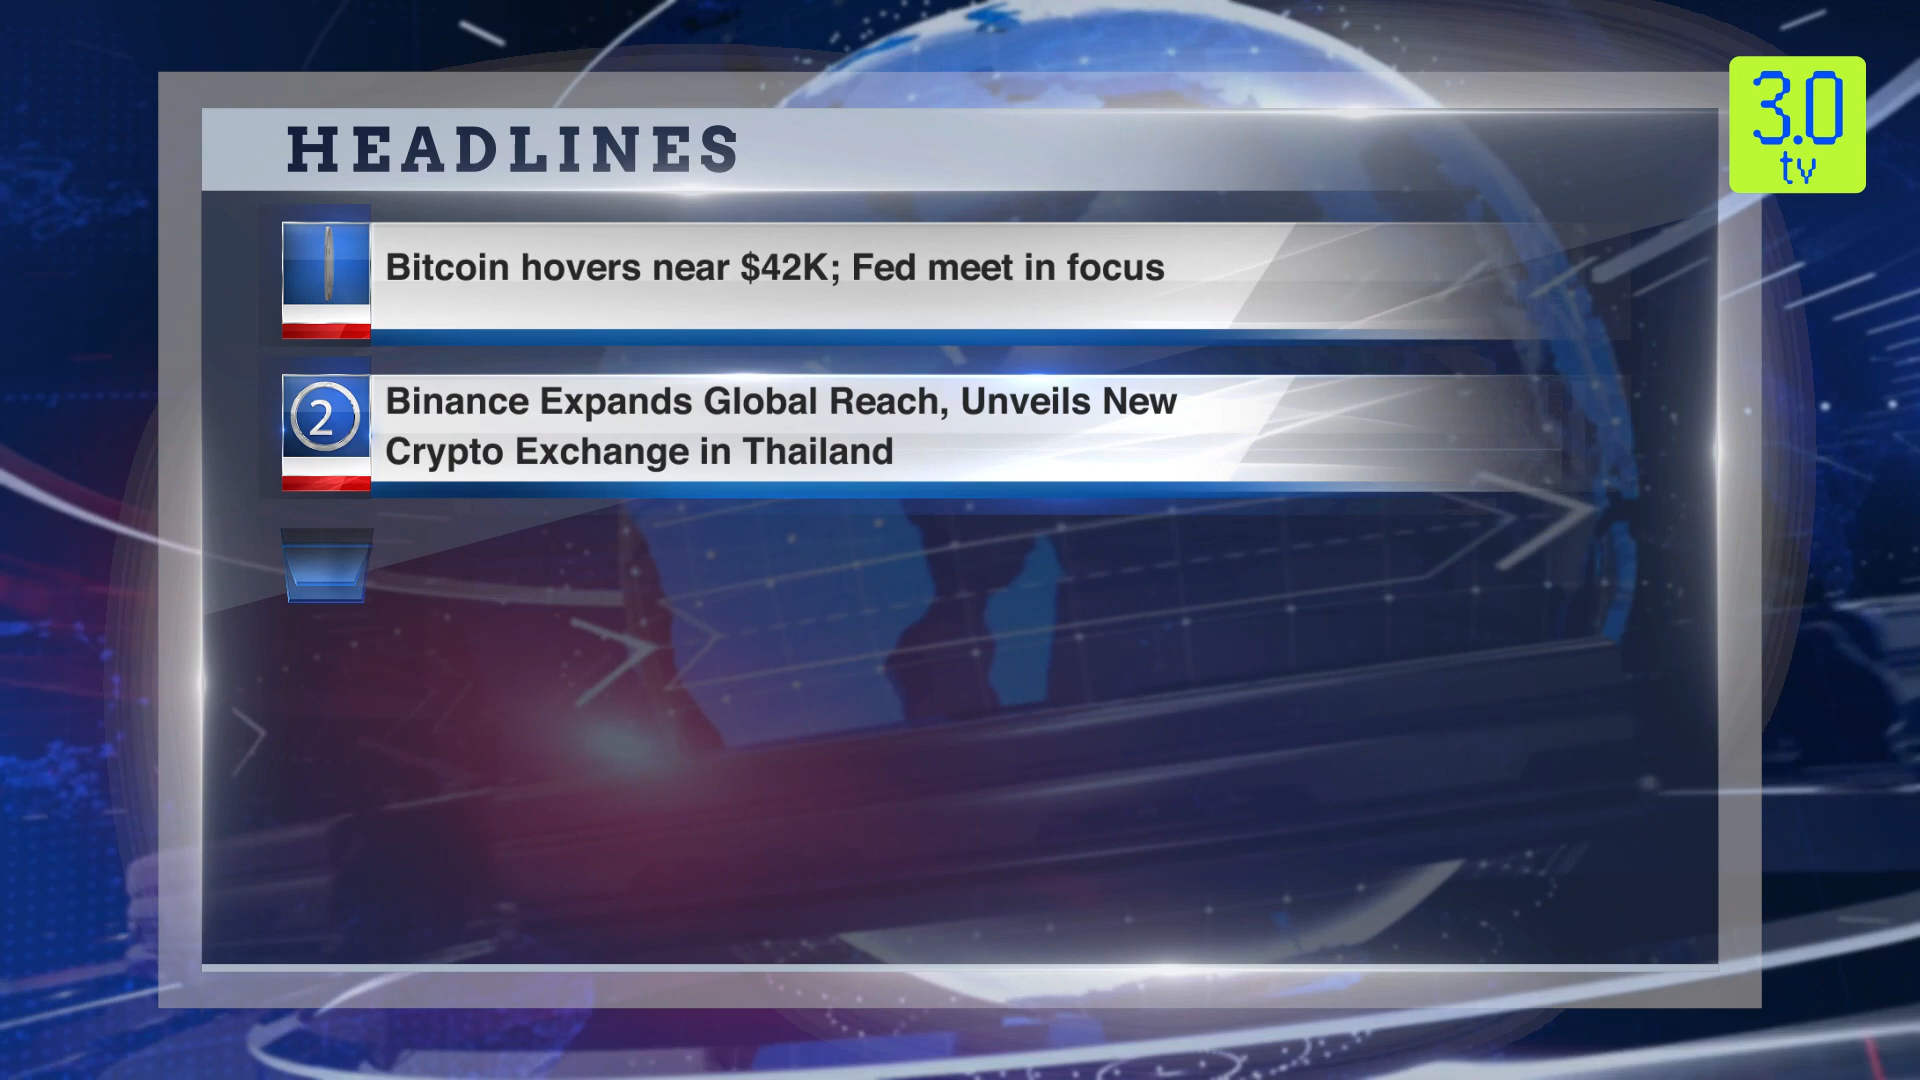 3.0
tv
HEADLINES
Bitcoin hovers near $42K; Fed meet in focus
2
Binance Expands Global Reach, Unveils New
Crypto Exchange in Thailand